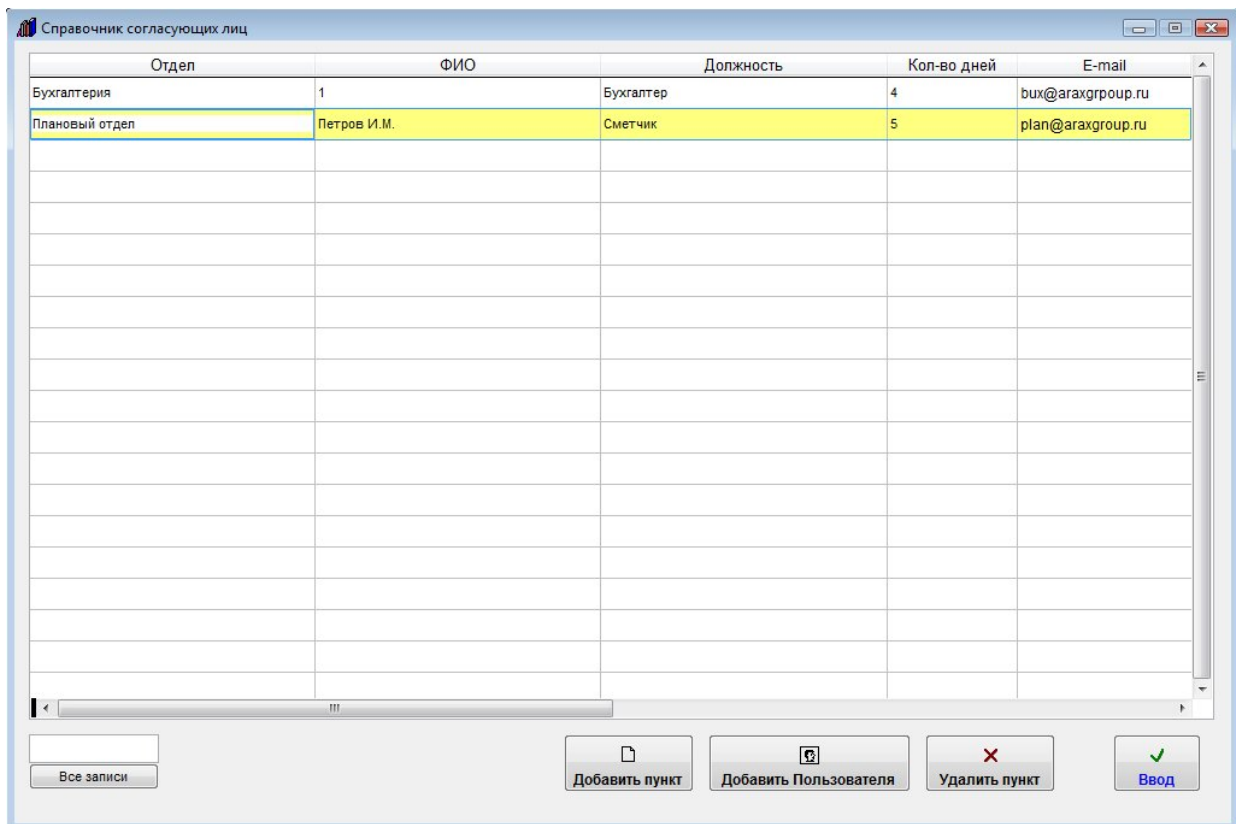 Справочник согласующих лиц
Отдел ФИО Должность Кол-во дней E-mail
Бухгалтерия 1 Бухгалтер 4 bux@araxgrpoup.ru
Плановый отдел Петров И.М. Сметчик 5 plan@araxgroup.ru
Все записи
Добавить пункт Добавить Пользователя Удалить пункт Ввод